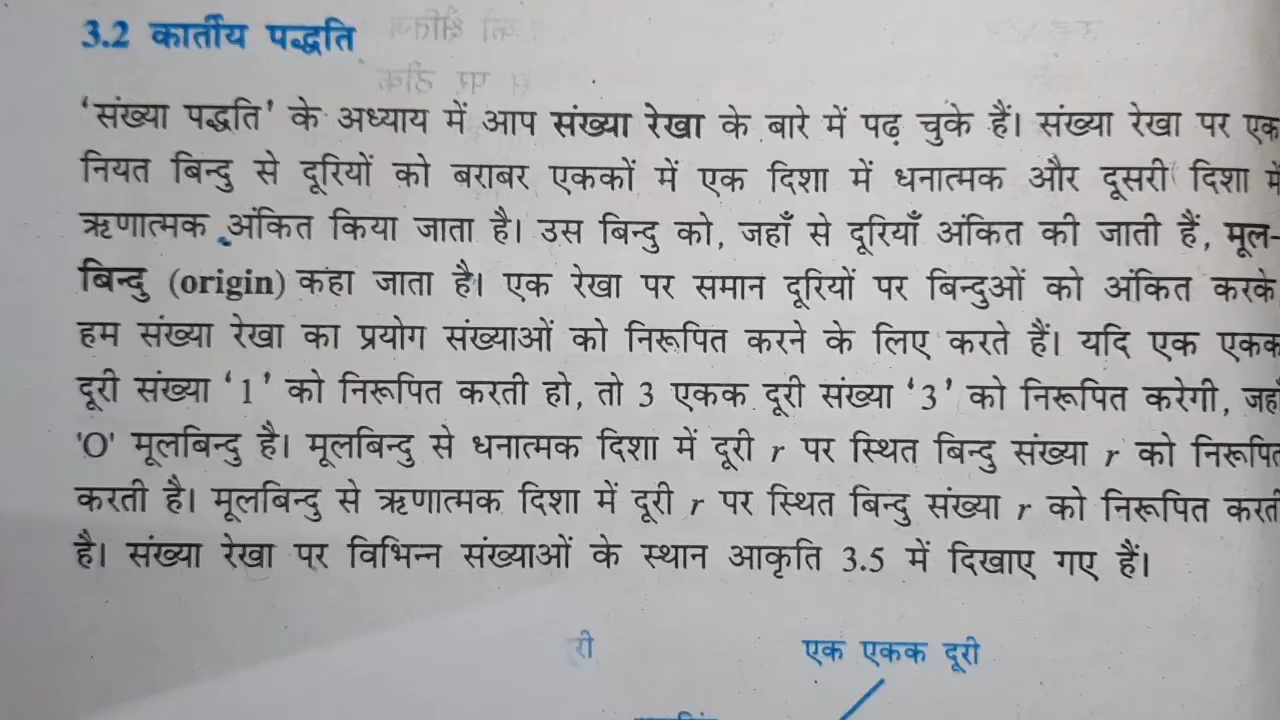 3.2 कार्तीय पद्धति
'संख्या पद्धति' के अध्याय में आप संख्या रेखा के बारे में पढ़ चुके हैं। संख्या रेखा पर एक
नियत बिन्दु से दूरियों को बराबर एककों में एक दिशा में धनात्मक और दूसरी दिशा में
ऋणात्मक अंकित किया जाता है। उस बिन्दु को, जहाँ से दूरियाँ अंकित की जाती हैं, मूल-
बिन्दु (origin) कहा जाता है। एक रेखा पर समान दूरियों पर बिन्दुओं को अंकित करके
हम संख्या रेखा का प्रयोग संख्याओं को निरूपित करने के लिए करते हैं। यदि एक एकक
दूरी संख्या '1' को निरूपित करती हो, तो 3 एकक दूरी संख्या '3' को निरूपित करेगी, जहाँ
'O' मूलबिन्दु है। मूलबिन्दु से धनात्मक दिशा में दूरी r पर स्थित बिन्दु संख्या r को निरूपित
करती है। मूलबिन्दु से ऋणात्मक दिशा में दूरी r पर स्थित बिन्दु संख्या r को निरूपित करती
है। संख्या रेखा पर विभिन्न संख्याओं के स्थान आकृति 3.5 में दिखाए गए हैं।
एक एकक दूरी